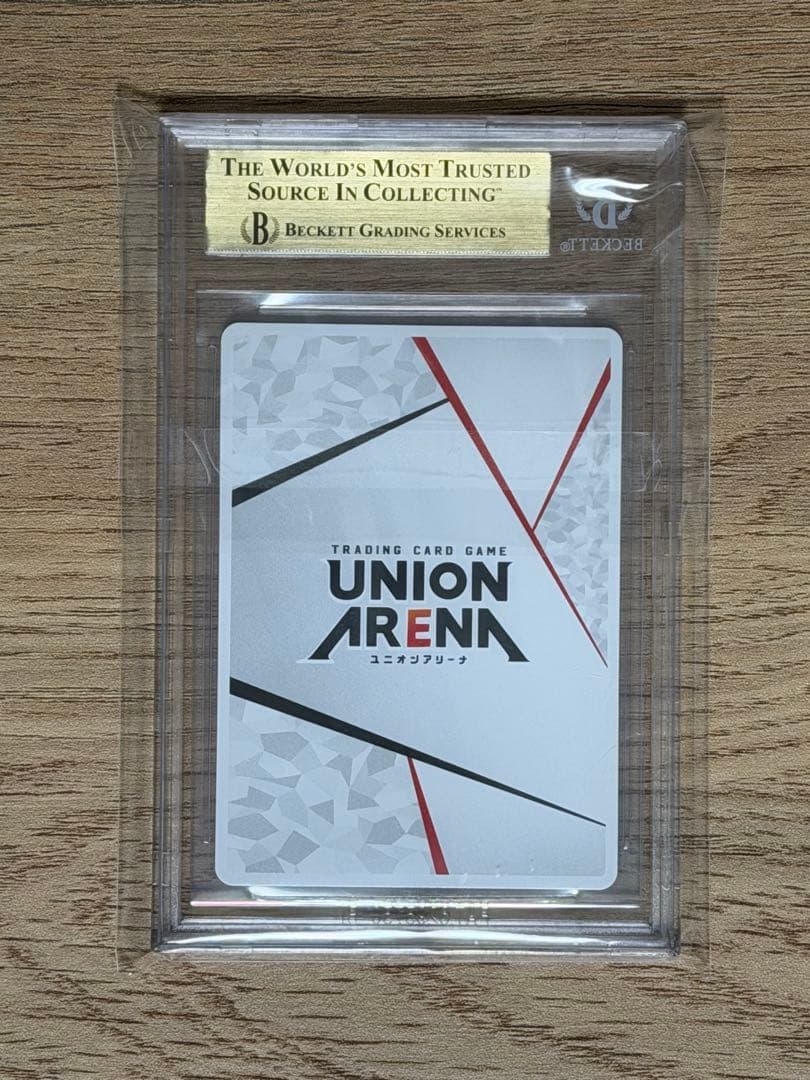 THE WORLD'S MOST TRUSTED
SOURCE IN COLLECTING™
B BECKETT GRADING SERVICES
B
BECKETT®
TRADING CARD GAME
UNION
ARENA
ユニオンアリーナ